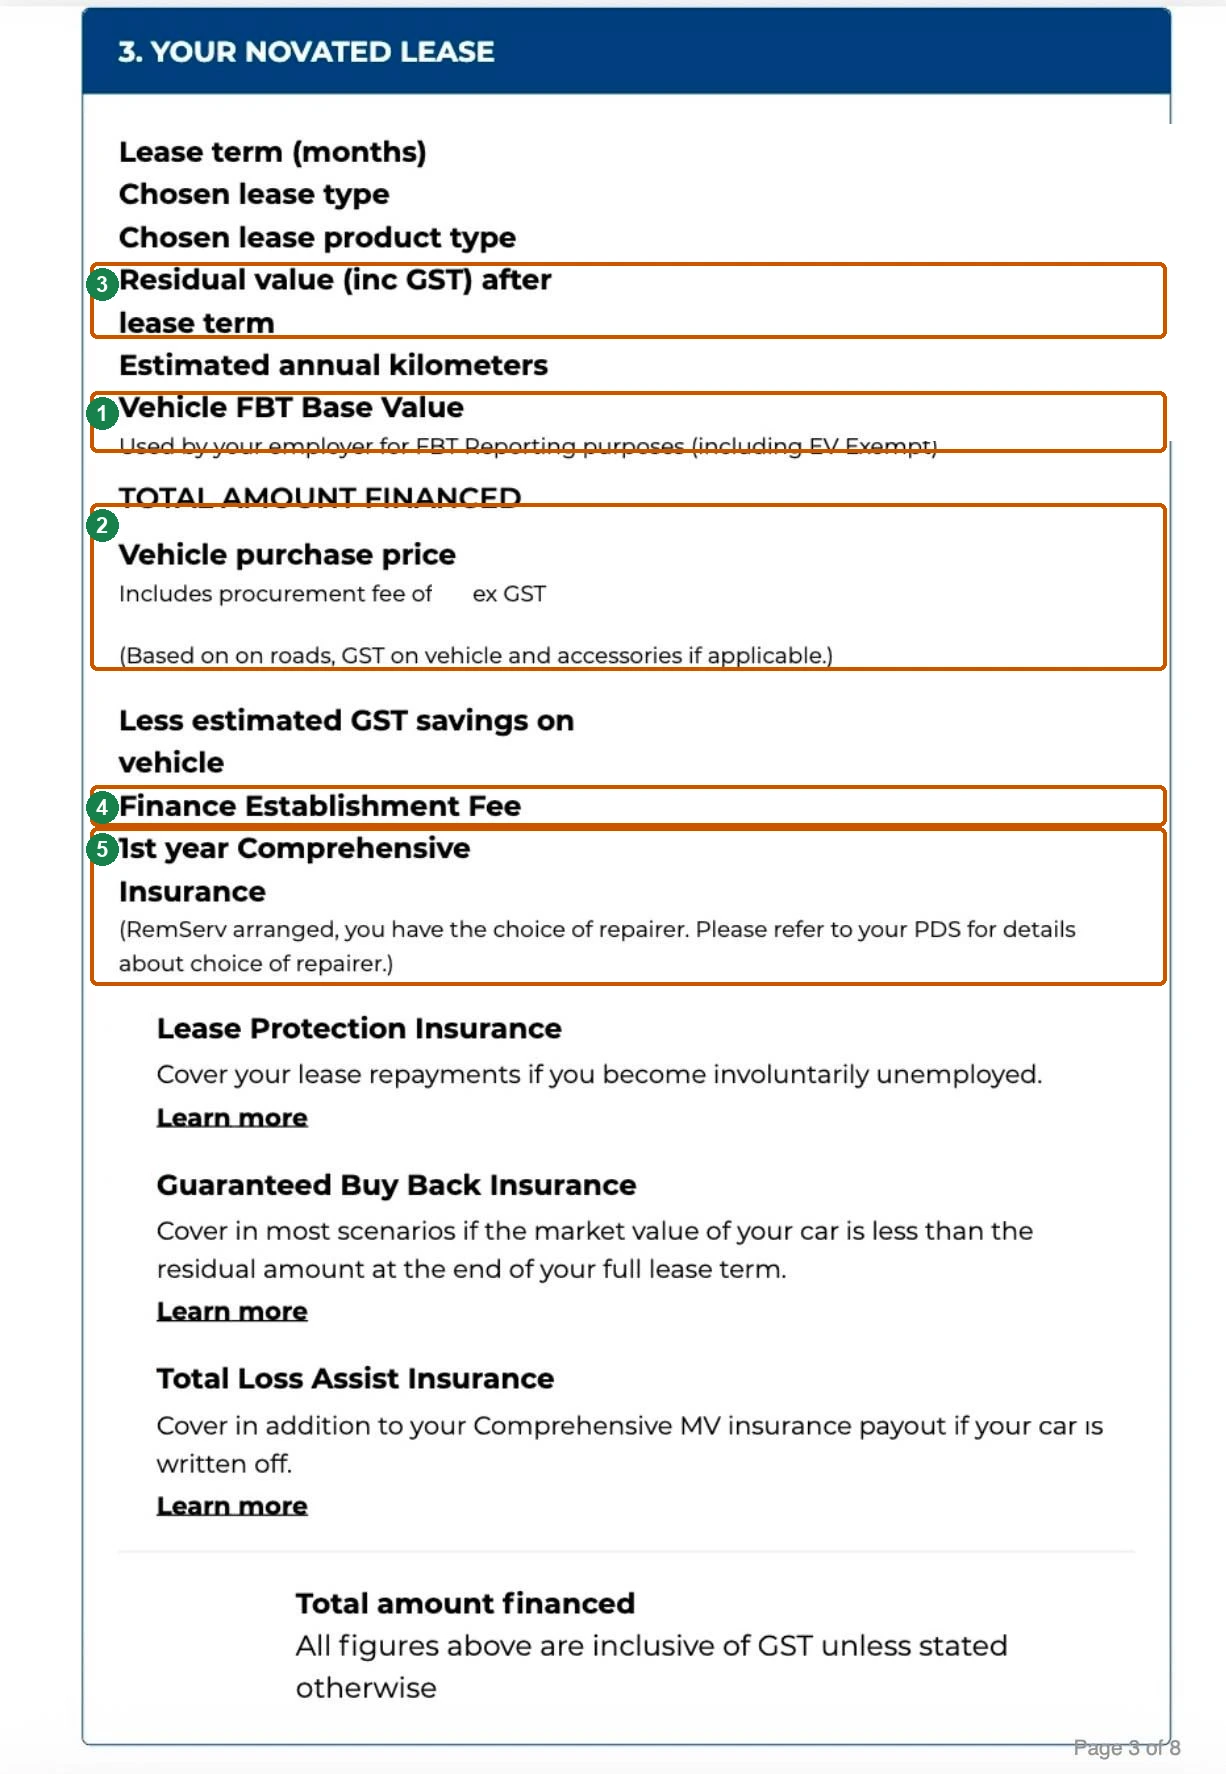 3. YOUR NOVATED LEASE
Lease term (months)
Chosen lease type
Chosen lease product type
3 Residual value (inc GST) after
lease term
Estimated annual kilometers
1 Vehicle FBT Base Value
Used by your employer for FBT Reporting purposes (including EV Exempt)
TOTAL AMOUNT FINANCED
2
Vehicle purchase price
Includes procurement fee of ex GST
(Based on on roads, GST on vehicle and accessories if applicable.)
Less estimated GST savings on
vehicle
4 Finance Establishment Fee
5 1st year Comprehensive
Insurance
(RemServ arranged, you have the choice of repairer. Please refer to your PDS for details
about choice of repairer.)
Lease Protection Insurance
Cover your lease repayments if you become involuntarily unemployed.
Learn more
Guaranteed Buy Back Insurance
Cover in most scenarios if the market value of your car is less than the
residual amount at the end of your full lease term.
Learn more
Total Loss Assist Insurance
Cover in addition to your Comprehensive MV insurance payout if your car is
written off.
Learn more
Total amount financed
All figures above are inclusive of GST unless stated
otherwise
Page 3 of 8